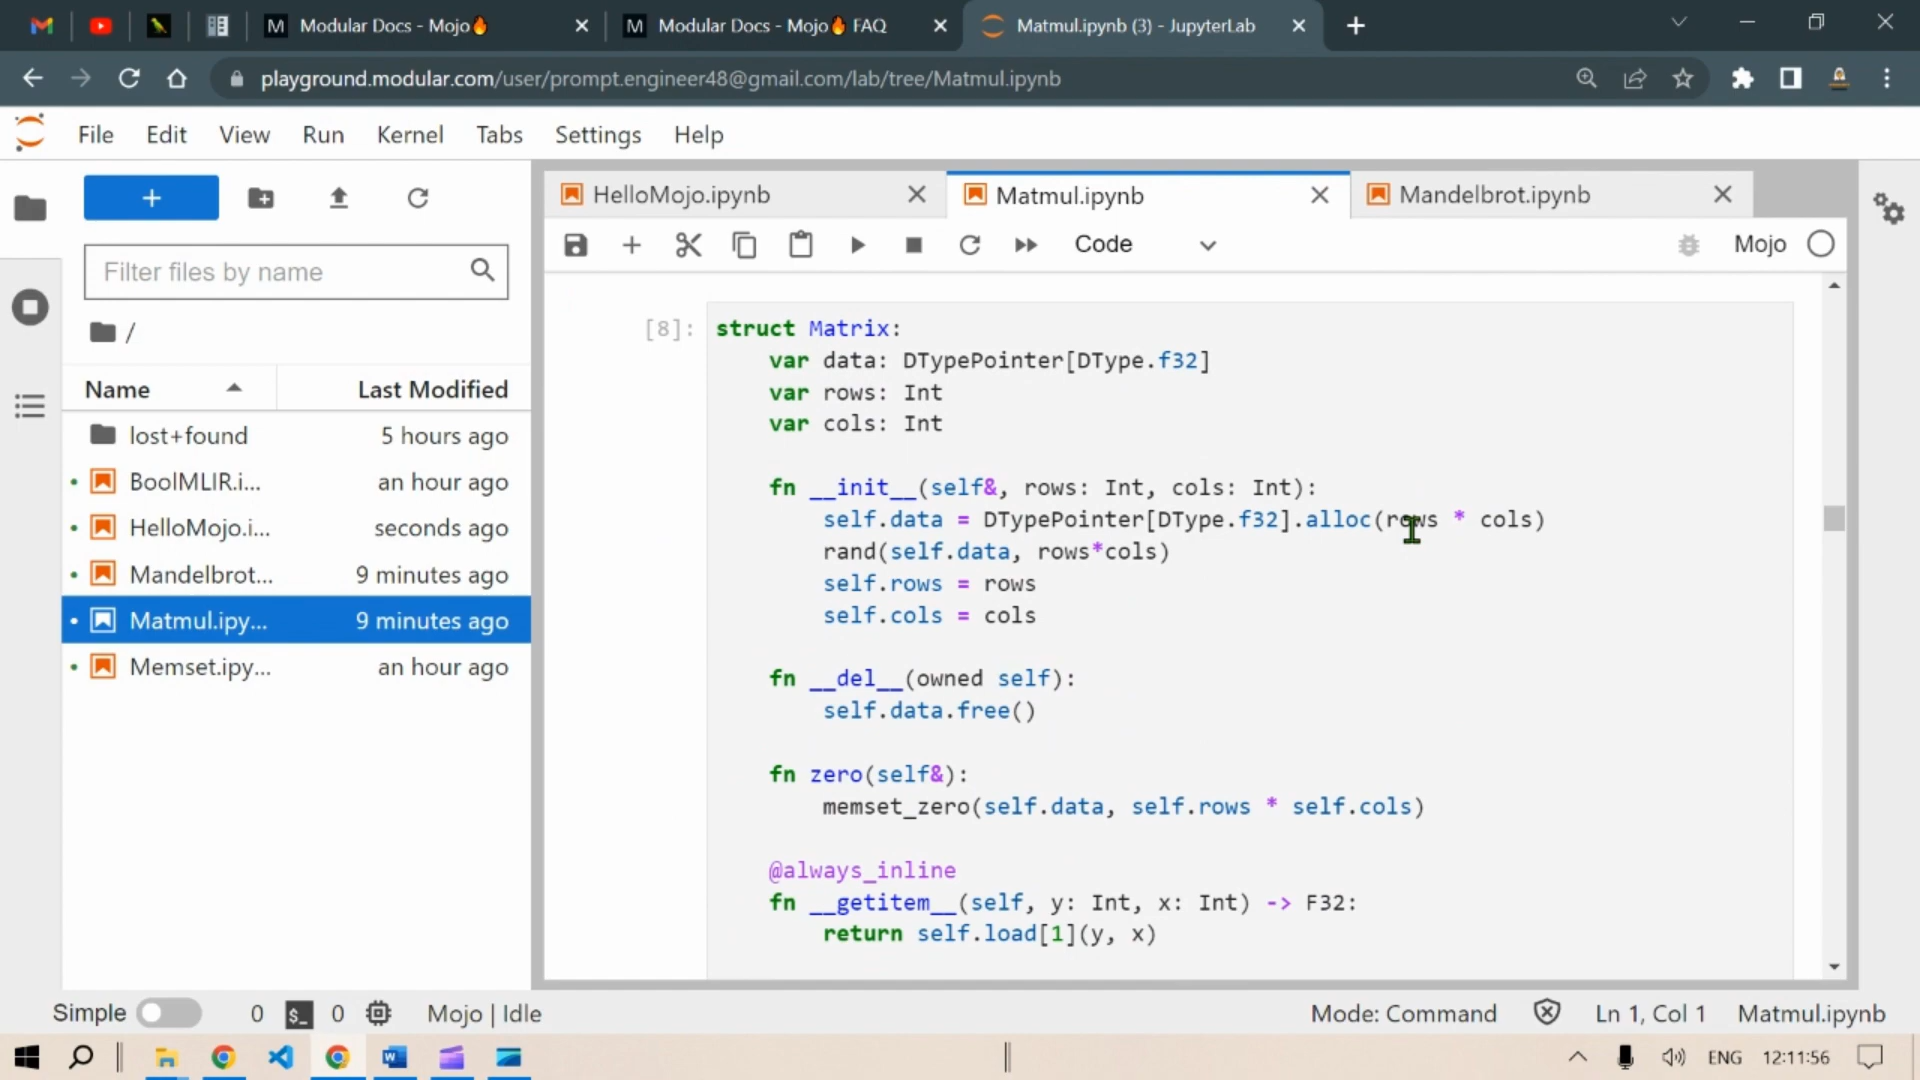 Modular Docs - Mojo🔥
Modular Docs - Mojo🔥 FAQ
Matmul.ipynb (3) - JupyterLab
playground.modular.com/user/prompt.engineer48@gmail.com/lab/tree/Matmul.ipynb
File Edit View Run Kernel Tabs Settings Help
Filter files by name
/
Name Last Modified
lost+found 5 hours ago
BoolMLIR.i... an hour ago
HelloMojo.i... seconds ago
Mandelbrot... 9 minutes ago
Matmul.ipy... 9 minutes ago
Memset.ipy... an hour ago
HelloMojo.ipynb
Matmul.ipynb
Mandelbrot.ipynb
Code
Mojo
[8]:
struct Matrix:
var data: DTypePointer[DType.f32]
var rows: Int
var cols: Int
fn __init__(self&, rows: Int, cols: Int):
self.data = DTypePointer[DType.f32].alloc(rows * cols)
rand(self.data, rows*cols)
self.rows = rows
self.cols = cols
fn __del__(owned self):
self.data.free()
fn zero(self&):
memset_zero(self.data, self.rows * self.cols)
@always_inline
fn __getitem__(self, y: Int, x: Int) -> F32:
return self.load[1](y, x)
Simple 0 $_ 0 Mojo | Idle
Mode: Command Ln 1, Col 1 Matmul.ipynb
ENG 12:11:56